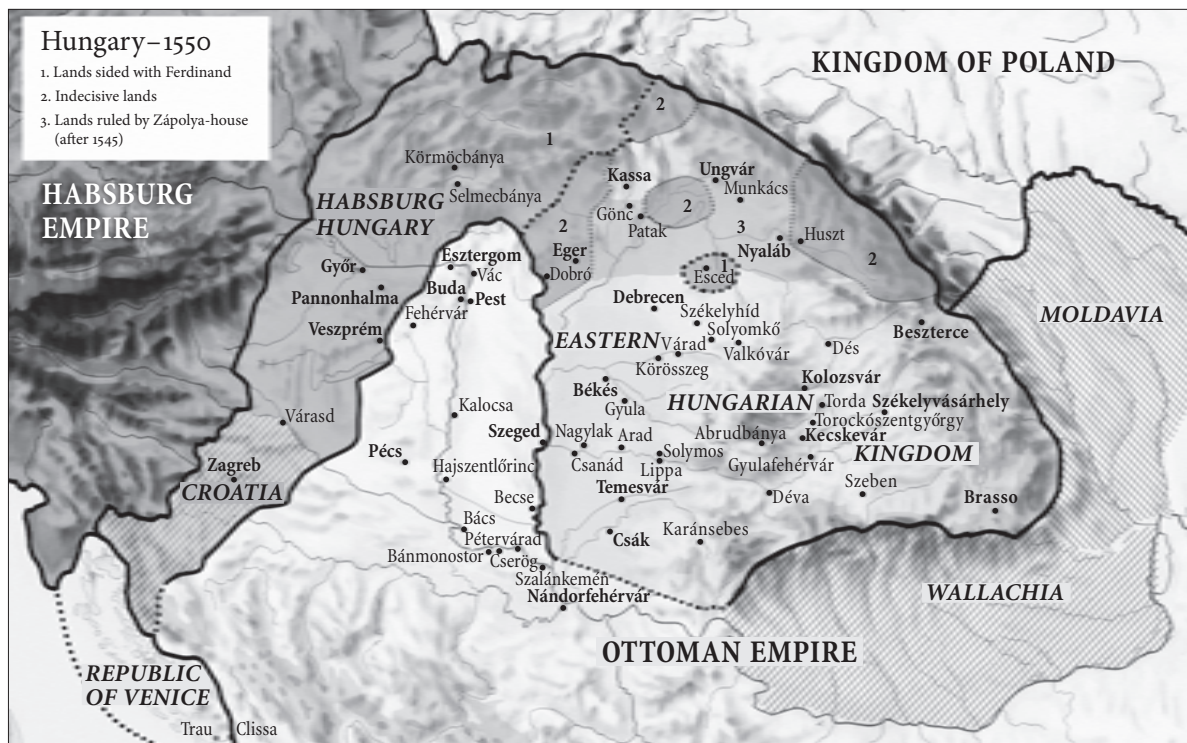 Hungary–1550
1. Lands sided with Ferdinand
2. Indecisive lands
3. Lands ruled by Zápolya-house
(after 1545)
KINGDOM OF POLAND
2
1
Körmöcbánya
Kassa
Ungvár
Selmecbánya
Munkács
HABSBURG
EMPIRE
HABSBURG
HUNGARY
Gönc
2
Patak
2
3
Nyaláb
Huszt
Eger
Esztergom
Győr
Dobró
Vác
1
Esced
2
Pannonhalma
Buda
Pest
Debrecen
Székelyhíd
Fehérvár
Beszterce
MOLDAVIA
Veszprém
Solyomkő
EASTERN
Várad
Valkóvár
Dés
Körösszeg
Békés
Kolozsvár
Gyula
HUNGARIAN
Torda
Székelyvásárhely
Kalocsa
Várasd
Torockószentgyőrgy
Szeged
Nagylak
Arad
Abrudbánya
Kecskevár
Pécs
Solymos
KINGDOM
Zagreb
Csanád
Lippa
Gyulafehérvár
Hajszentlőrinc
CROATIA
Temesvár
Déva
Szeben
Brasso
Becse
Bács
Karánsebes
Pétervárad
Csák
Bánmonostor
Cserög
Szalánkemén
Nándorfehérvár
WALLACHIA
OTTOMAN EMPIRE
REPUBLIC
OF VENICE
Trau
Clissa